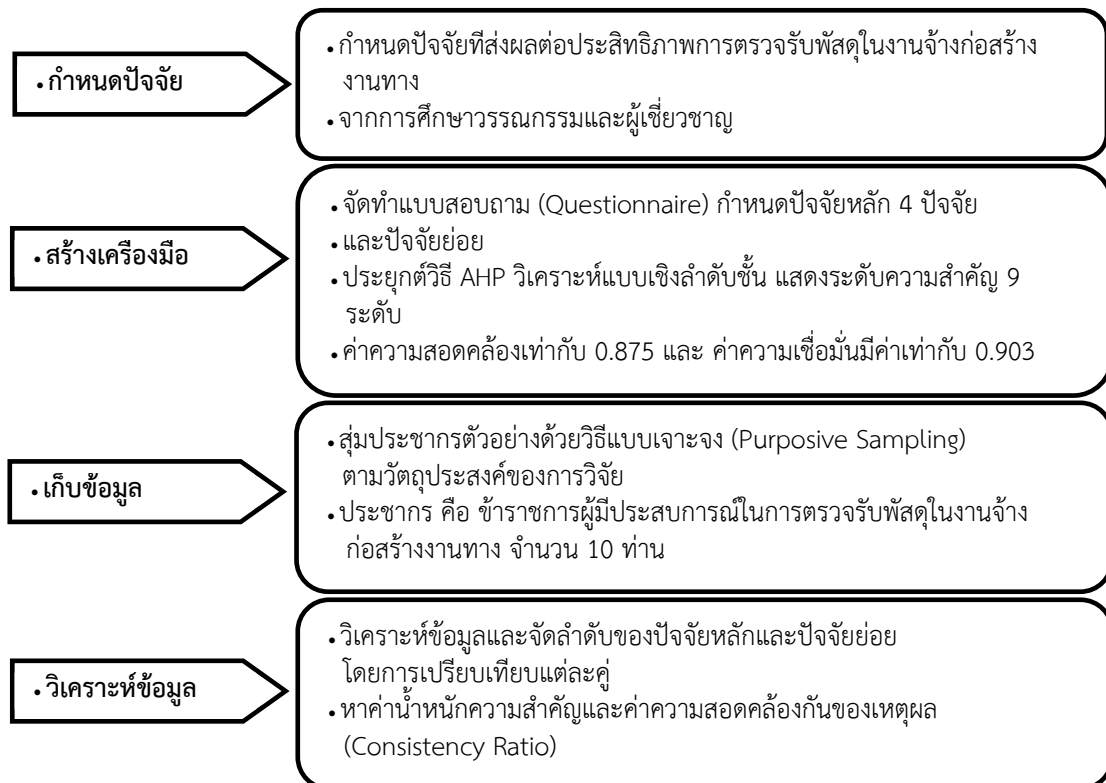 • กำหนดปัจจัย
• กำหนดปัจจัยที่ส่งผลต่อประสิทธิภาพการตรวจรับพัสดุในงานจ้างก่อสร้าง
งานทาง
• จากการศึกษาวรรณกรรมและผู้เชี่ยวชาญ
• สร้างเครื่องมือ
• จัดทำแบบสอบถาม (Questionnaire) กำหนดปัจจัยหลัก 4 ปัจจัย
• และปัจจัยย่อย
• ประยุกต์วิธี AHP วิเคราะห์แบบเชิงลำดับชั้น แสดงระดับความสำคัญ 9
ระดับ
• ค่าความสอดคล้องเท่ากับ 0.875 และ ค่าความเชื่อมั่นมีค่าเท่ากับ 0.903
• เก็บข้อมูล
• สุ่มประชากรตัวอย่างด้วยวิธีแบบเจาะจง (Purposive Sampling)
ตามวัตถุประสงค์ของการวิจัย
• ประชากร คือ ข้าราชการผู้มีประสบการณ์ในการตรวจรับพัสดุในงานจ้าง
ก่อสร้างงานทาง จำนวน 10 ท่าน
• วิเคราะห์ข้อมูล
• วิเคราะห์ข้อมูลและจัดลำดับของปัจจัยหลักและปัจจัยย่อย
โดยการเปรียบเทียบแต่ละคู่
• หาค่าน้ำหนักความสำคัญและค่าความสอดคล้องกันของเหตุผล
(Consistency Ratio)